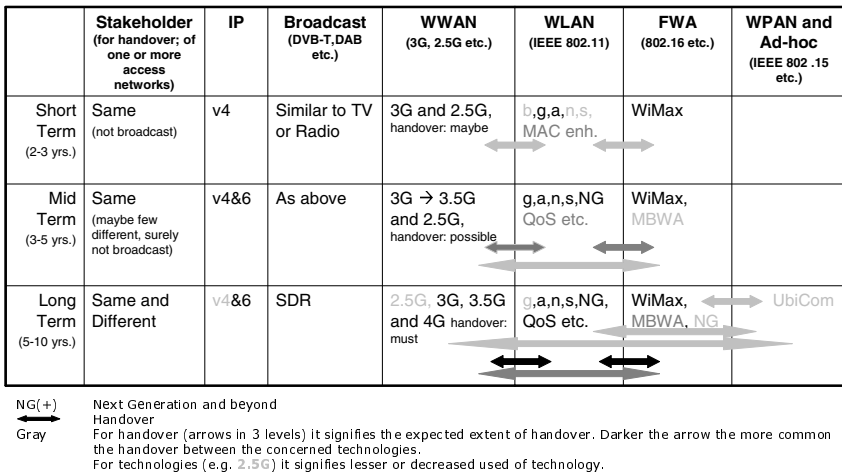 Stakeholder
(for handover; of
one or more
access
networks)
IP
Broadcast
(DVB-T,DAB
etc.)
WWAN
(3G, 2.5G etc.)
WLAN
(IEEE 802.11)
FWA
(802.16 etc.)
WPAN and
Ad-hoc
(IEEE 802 .15
etc.)
Short
Term
(2-3 yrs.)
Same
(not broadcast)
v4
Similar to TV
or Radio
3G and 2.5G,
handover: maybe
b,g,a,n,s,
MAC enh.
WiMax
Mid
Term
(3-5 yrs.)
Same
(maybe few
different, surely
not broadcast)
v4&6
As above
3G → 3.5G
and 2.5G,
handover: possible
g,a,n,s,NG
QoS etc.
WiMax,
MBWA
Long
Term
(5-10 yrs.)
Same and
Different
v4&6
SDR
2.5G, 3G, 3.5G
and 4G handover:
must
g,a,n,s,NG,
QoS etc.
WiMax,
MBWA, NG
UbiCom
NG(+) Next Generation and beyond
Handover
Gray For handover (arrows in 3 levels) it signifies the expected extent of handover. Darker the arrow the more common
the handover between the concerned technologies.
For technologies (e.g. 2.5G) it signifies lesser or decreased used of technology.